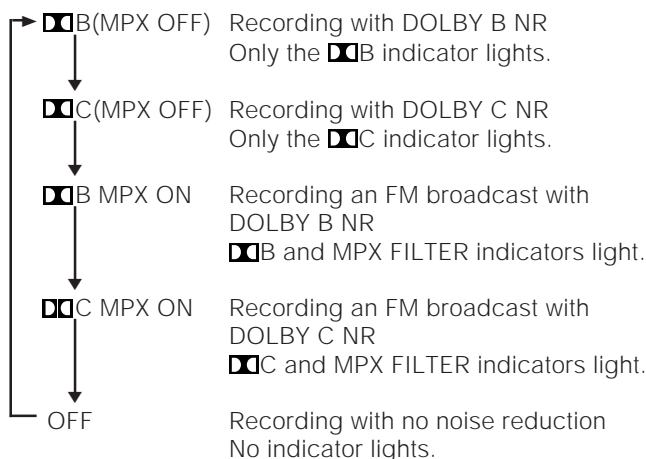 B(MPX OFF) Recording with DOLBY B NR
Only the B indicator lights.
C(MPX OFF) Recording with DOLBY C NR
Only the C indicator lights.
B MPX ON Recording an FM broadcast with
DOLBY B NR
B and MPX FILTER indicators light.
C MPX ON Recording an FM broadcast with
DOLBY C NR
C and MPX FILTER indicators light.
OFF Recording with no noise reduction
No indicator lights.